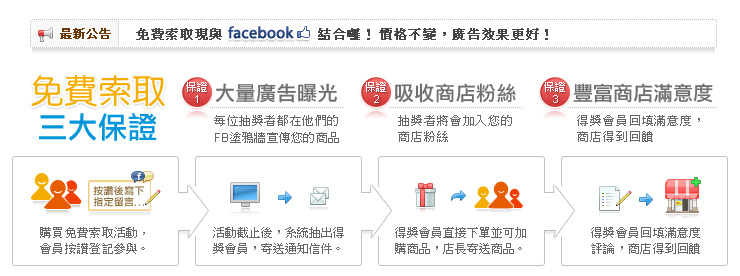 最新公告 免費索取現與 facebook 結合囉！價格不變，廣告效果更好！
免費索取
三大保證
保證 1 大量廣告曝光
每位抽獎者都在他們的
FB塗鴉牆宣傳您的商品
保證 2 吸收商店粉絲
抽獎者將會加入您的
商店粉絲
保證 3 豐富商店滿意度
得獎會員回填滿意度，
商店得到回饋
按讚後寫下
指定留言...
購買免費索取活動，
會員按讚登記參與。
活動截止後，系統抽出得
獎會員，寄送通知信件。
得獎會員直接下單並可加
購商品，店長寄送商品。
得獎會員回填滿意度
評論，商店得到回饋